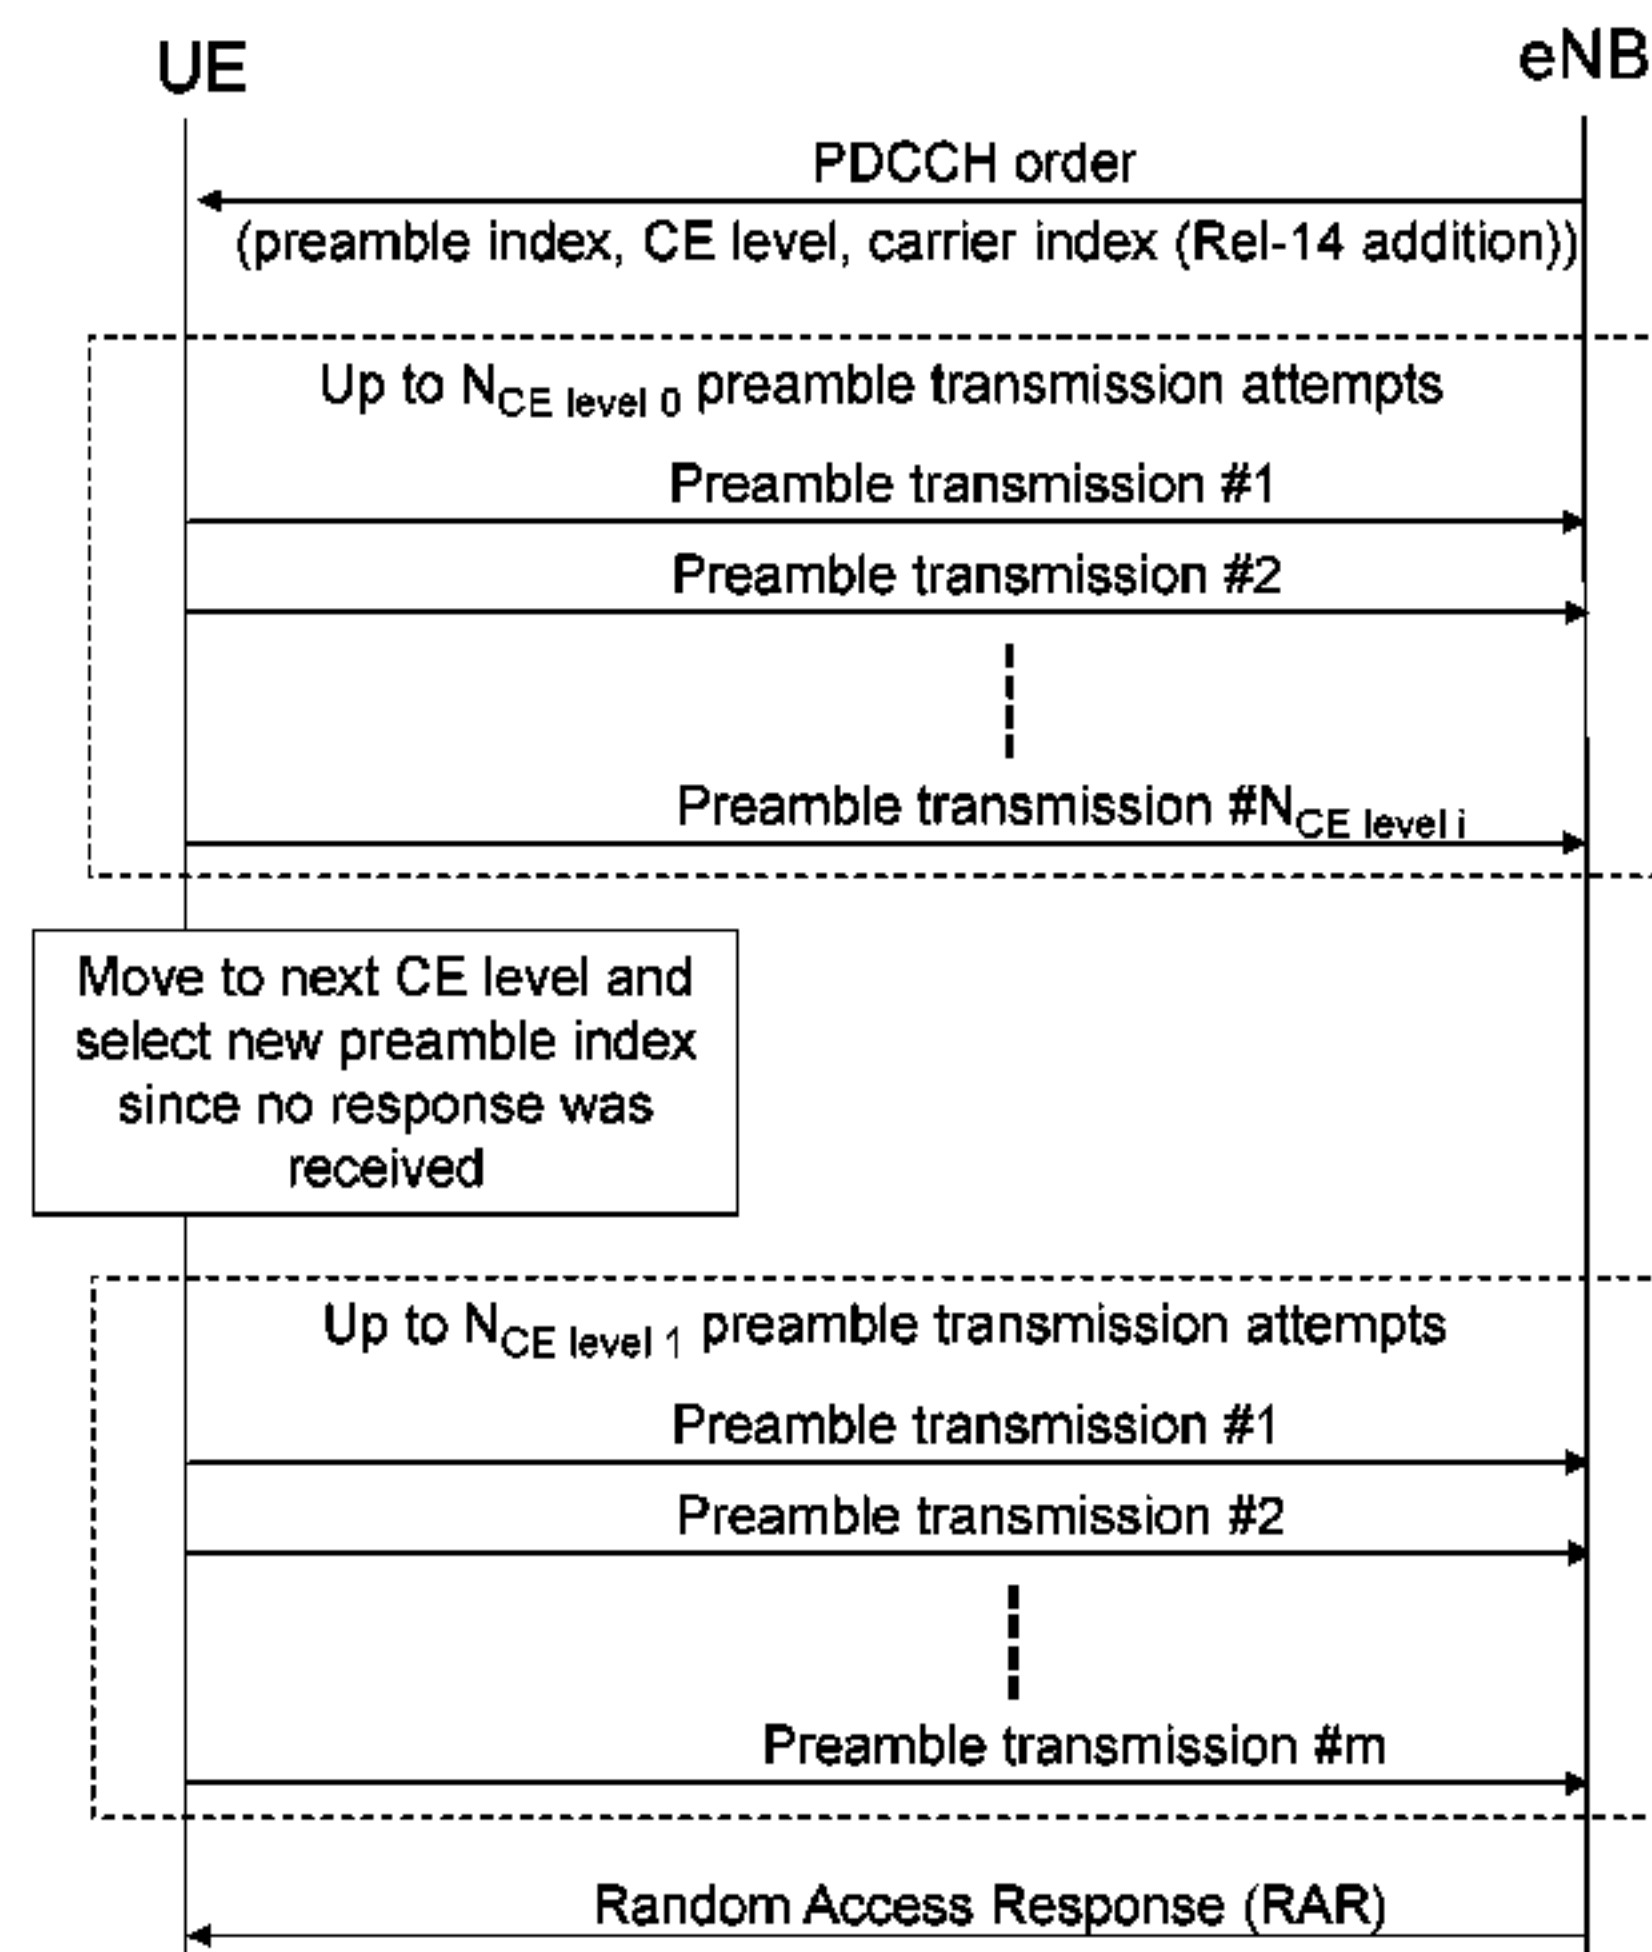 UE
eNB
PDCCH order
(preamble index, CE level, carrier index (Rel-14 addition))
Up to N_CE level 0 preamble transmission attempts
Preamble transmission #1
Preamble transmission #2
Preamble transmission #N_CE level i
Move to next CE level and
select new preamble index
since no response was
received
Up to N_CE level 1 preamble transmission attempts
Preamble transmission #1
Preamble transmission #2
Preamble transmission #m
Random Access Response (RAR)